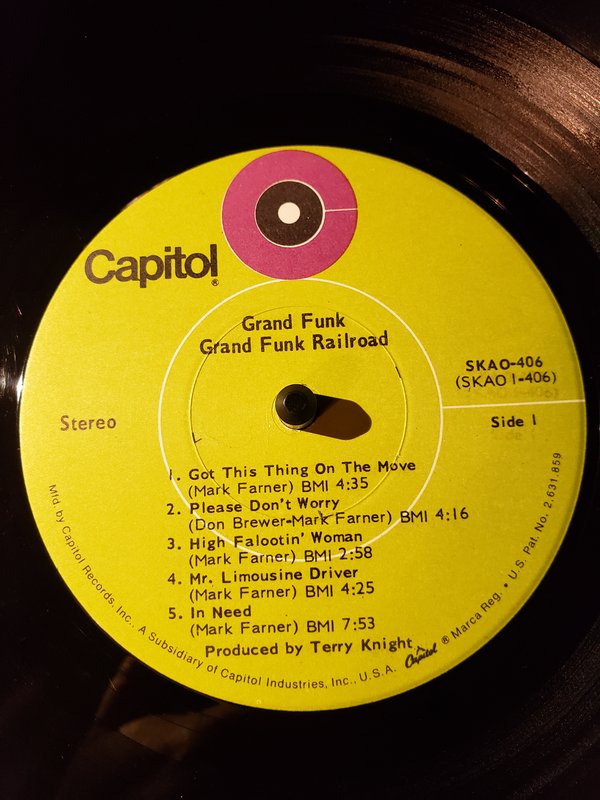 Capitol®
Grand Funk
Grand Funk Railroad
SKAO-406
(SKAO 1-406)
Stereo
Side 1
1. Got This Thing On The Move
(Mark Farner) BMI 4:35
2. Please Don't Worry
(Don Brewer-Mark Farner) BMI 4:16
3. High Falootin' Woman
(Mark Farner) BMI 2:58
4. Mr. Limousine Driver
(Mark Farner) BMI 4:25
5. In Need
(Mark Farner) BMI 7:53
Produced by Terry Knight
Mfd. by Capitol Records, Inc., A Subsidiary of Capitol Industries, Inc., U.S.A. Capitol ® Marca Reg. • U.S. Pat. No. 2,631,859